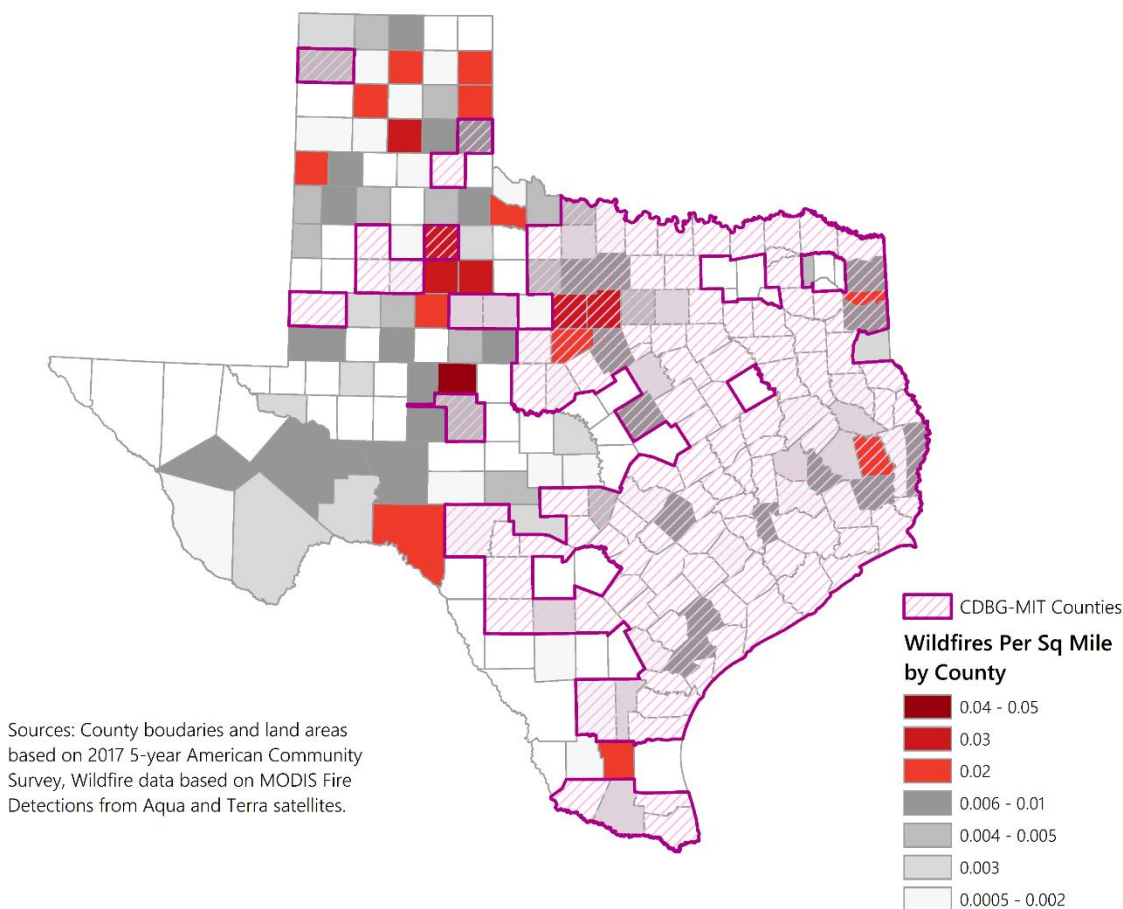 CDBG-MIT Counties
Wildfires Per Sq Mile
by County
0.04 - 0.05
0.03
0.02
0.006 - 0.01
0.004 - 0.005
0.003
0.0005 - 0.002
Sources: County boudaries and land areas
based on 2017 5-year American Community
Survey, Wildfire data based on MODIS Fire
Detections from Aqua and Terra satellites.